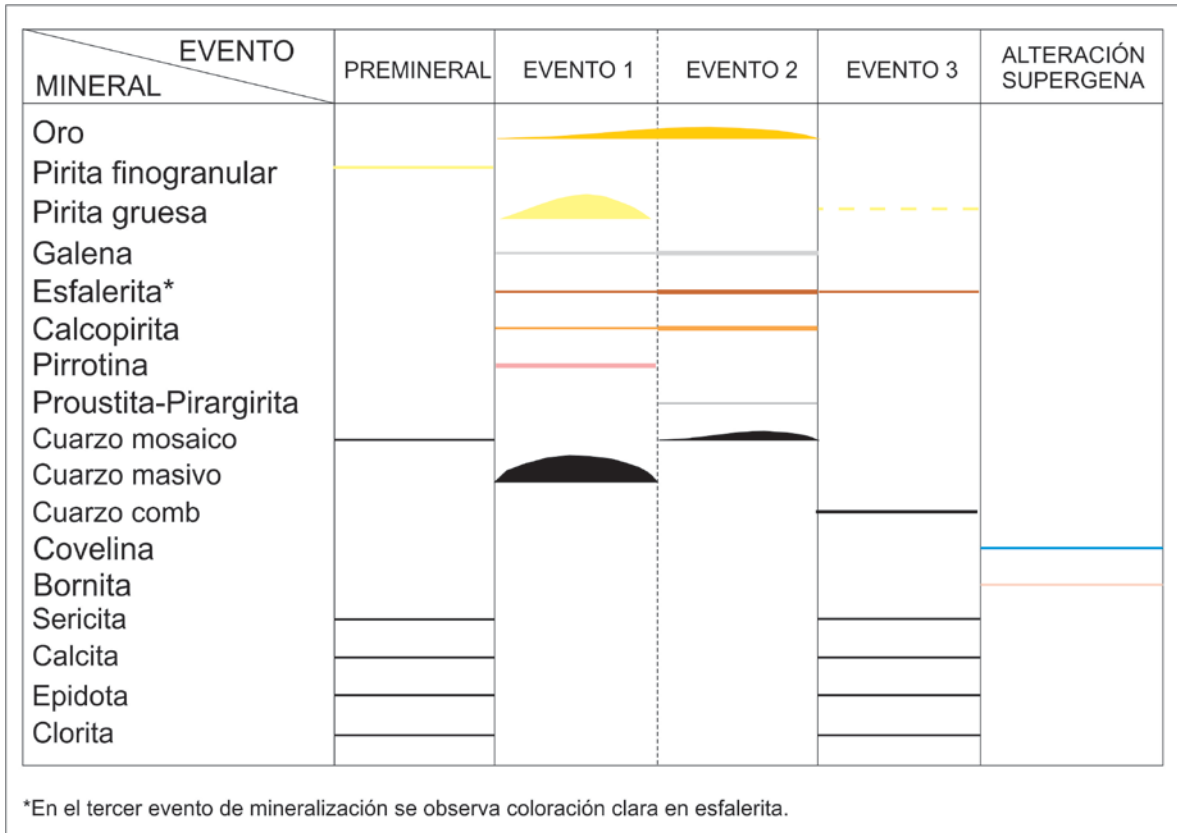 EVENTO
MINERAL
PREMINERAL
EVENTO 1
EVENTO 2
EVENTO 3
ALTERACIÓN
SUPERGENA
Oro
Pirita finogranular
Pirita gruesa
Galena
Esfalerita*
Calcopirita
Pirrotina
Proustita-Pirargirita
Cuarzo mosaico
Cuarzo masivo
Cuarzo comb
Covelina
Bornita
Sericita
Calcita
Epidota
Clorita
*En el tercer evento de mineralización se observa coloración clara en esfalerita.